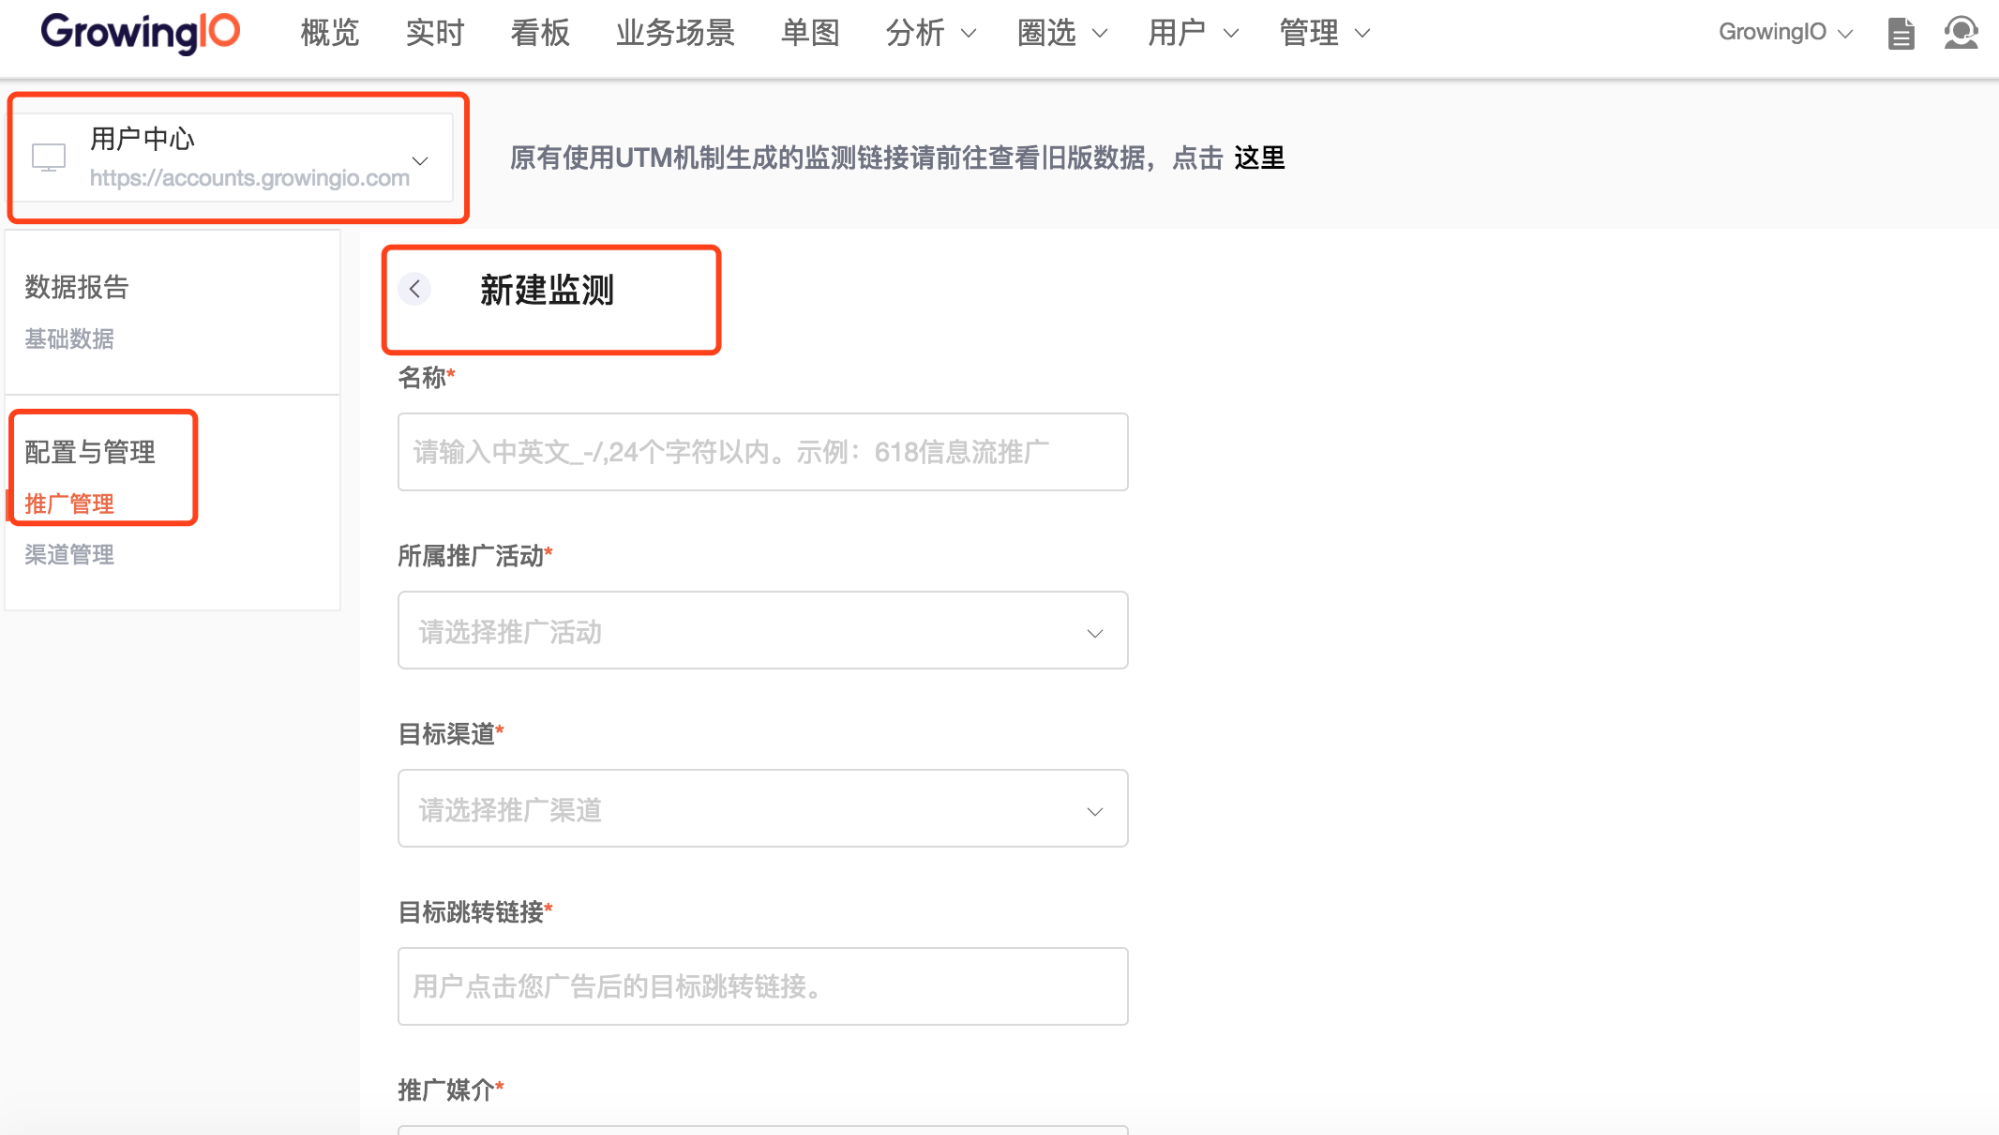 GrowingIO 概览 实时 看板 业务场景 单图 分析 圈选 用户 管理 GrowingIO
用户中心
https://accounts.growingio.com
原有使用UTM机制生成的监测链接请前往查看旧版数据，点击 这里
数据报告
基础数据
配置与管理
推广管理
渠道管理
新建监测
名称*
请输入中英文_-/,24个字符以内。示例：618信息流推广
所属推广活动*
请选择推广活动
目标渠道*
请选择推广渠道
目标跳转链接*
用户点击您广告后的目标跳转链接。
推广媒介*